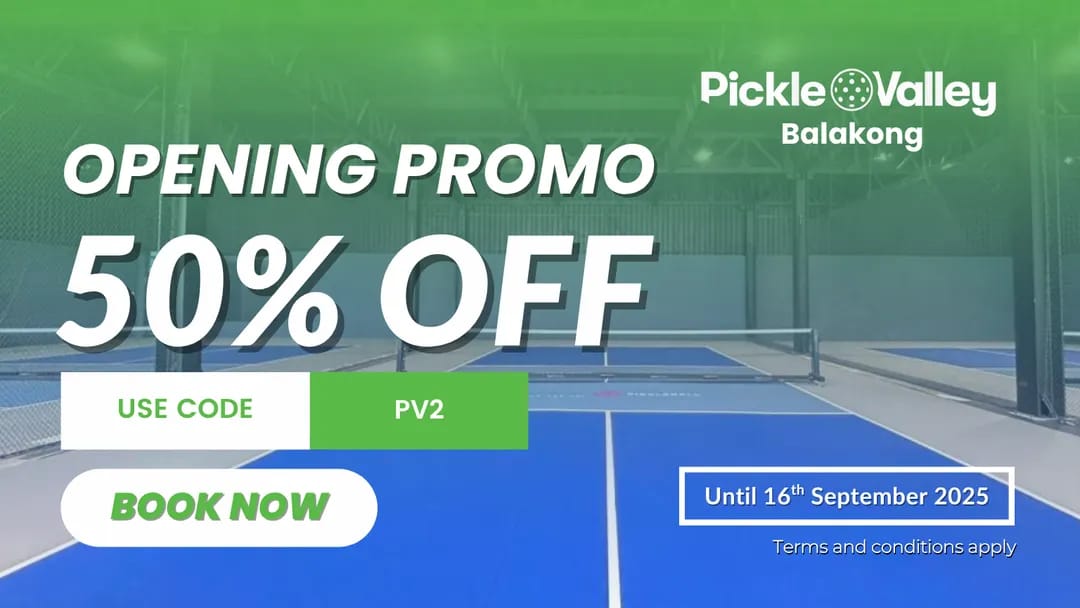 Pickle Valley
Balakong
OPENING PROMO
50% OFF
USE CODE PV2
BOOK NOW
Until 16th September 2025
Terms and conditions apply